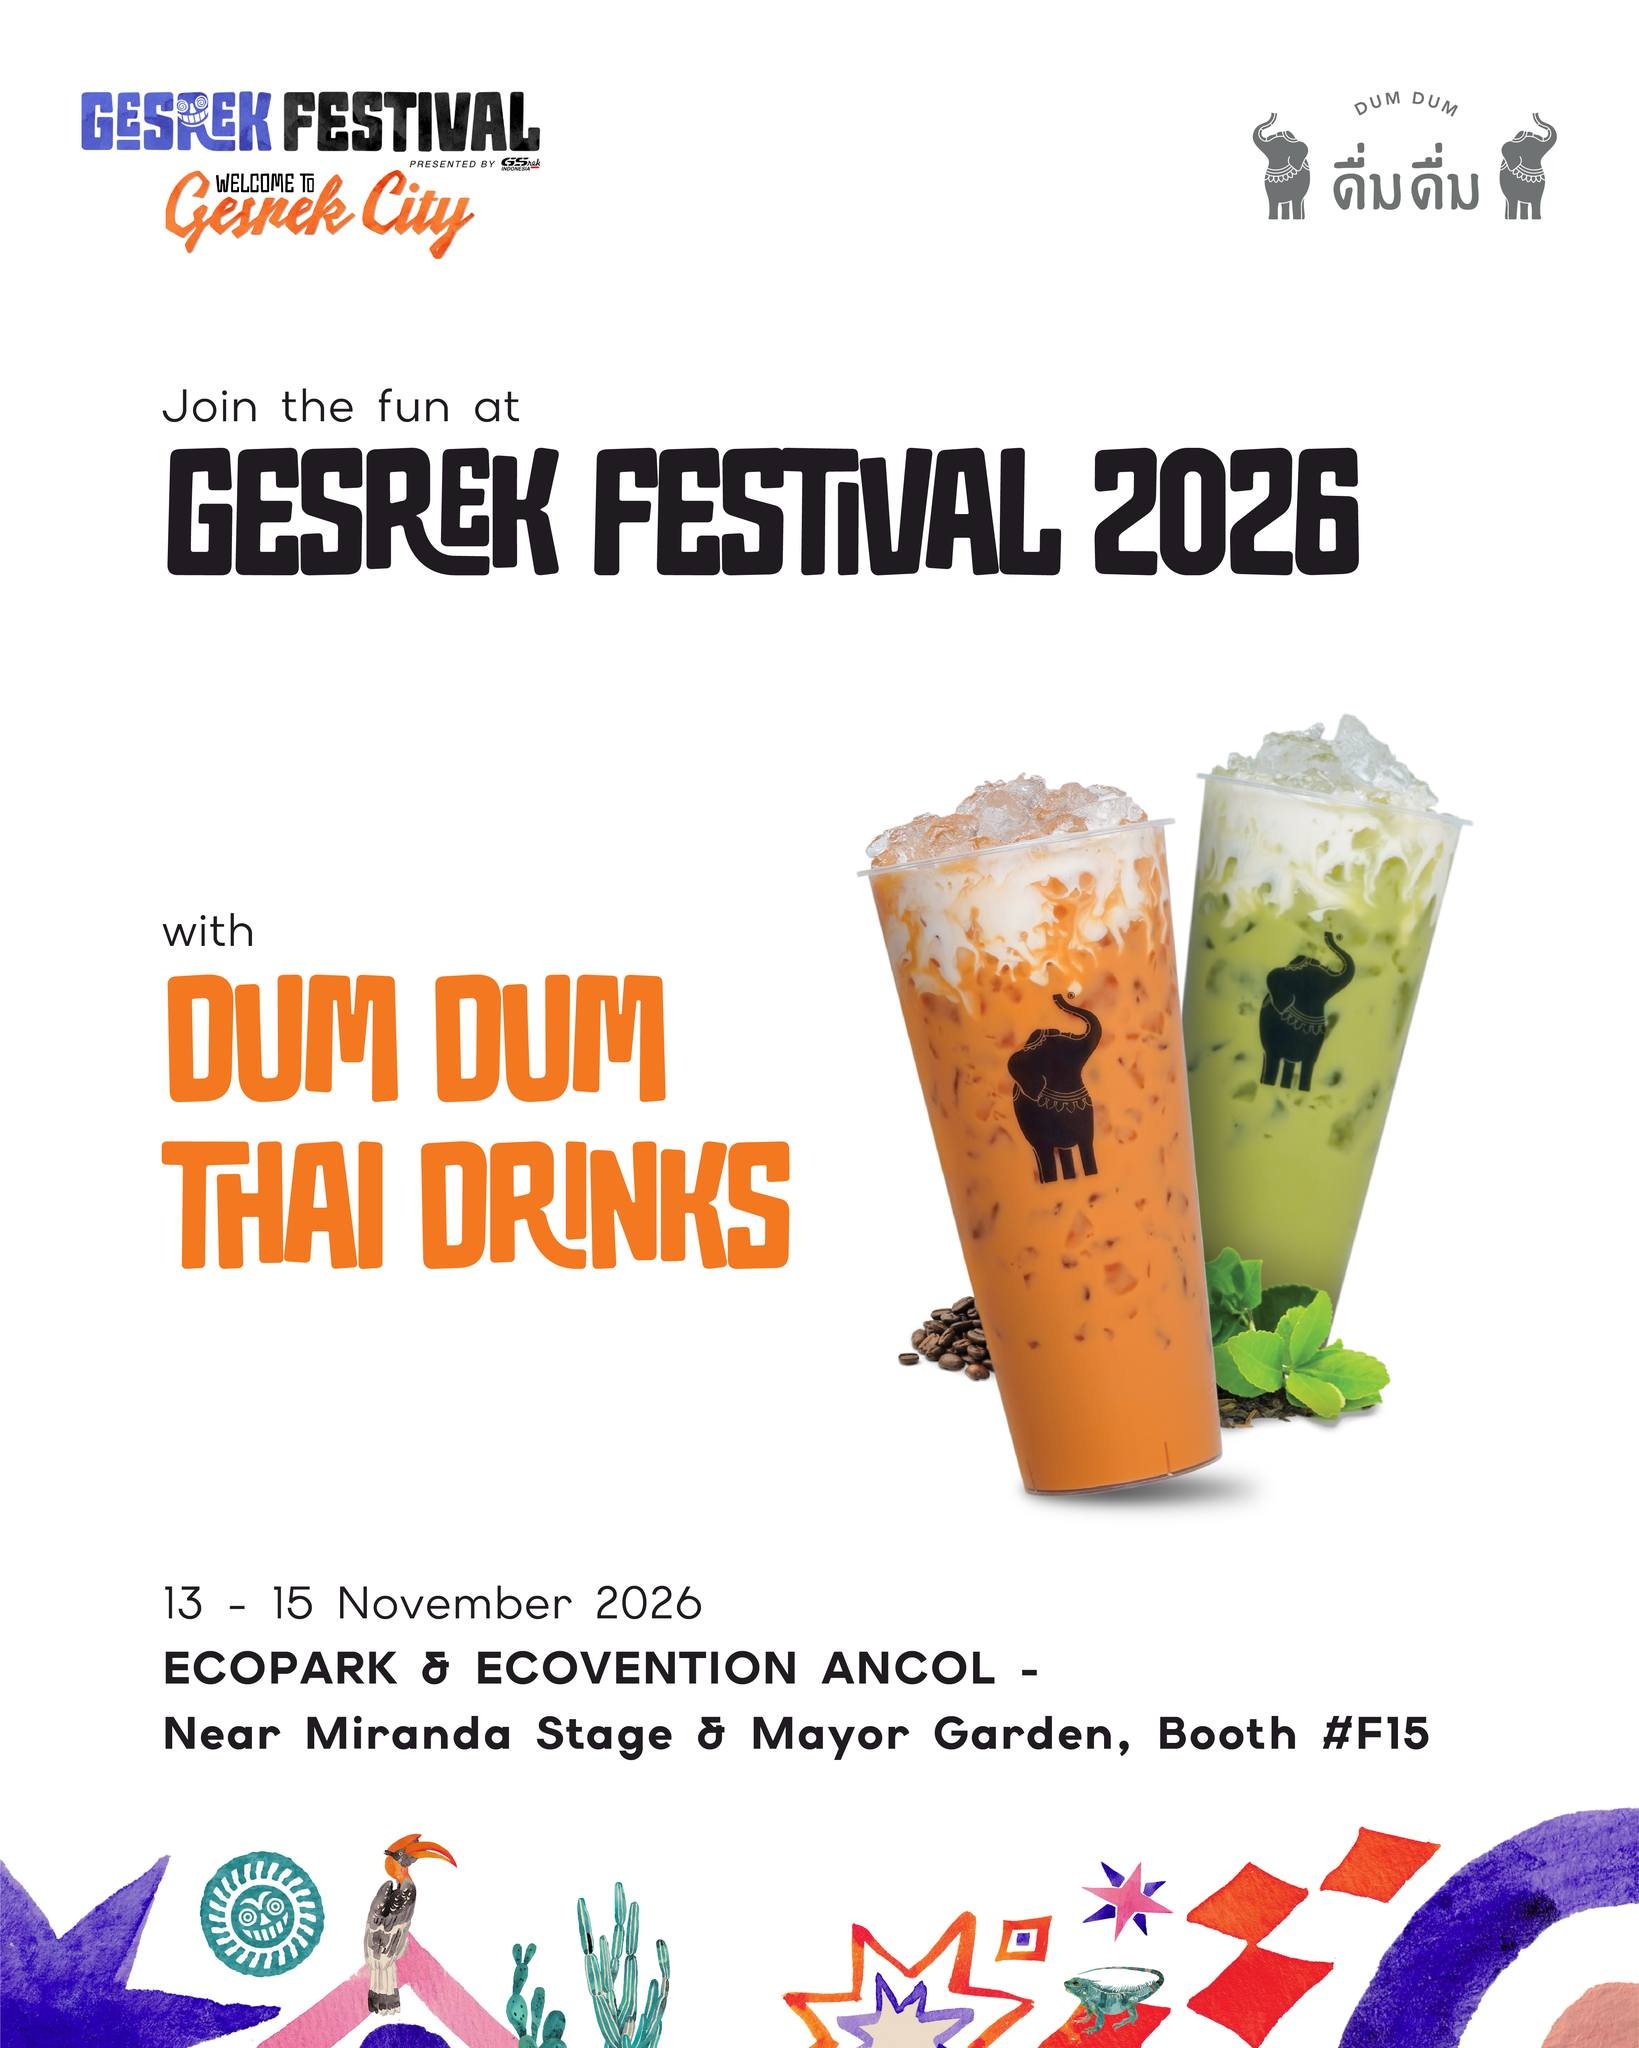 GESREK FESTIVAL
PRESENTED BY GSrek INDONESIA
WELCOME TO
Gesrek City
DUM DUM
ดื่มดื่ม
Join the fun at
GESREK FESTIVAL 2026
with
DUM DUM
THAI DRINKS
13 - 15 November 2026
ECOPARK & ECOVENTION ANCOL -
Near Miranda Stage & Mayor Garden, Booth #F15